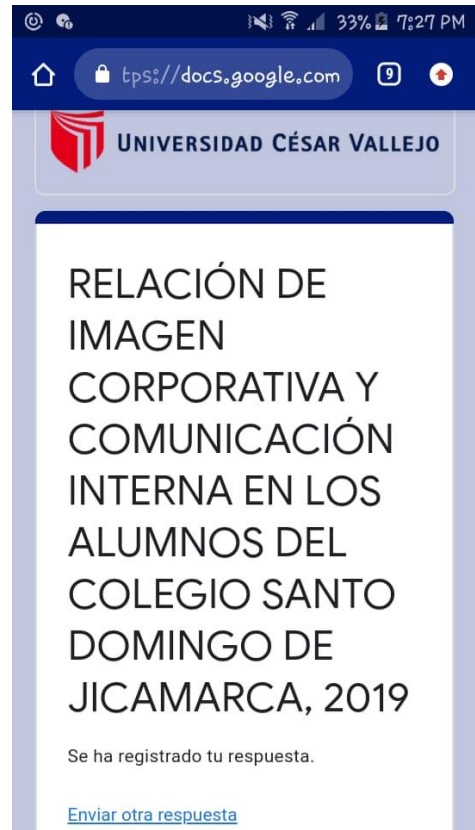 33% 7:27 PM
tps://docs.google.com 9
UNIVERSIDAD CÉSAR VALLEJO
RELACIÓN DE
IMAGEN
CORPORATIVA Y
COMUNICACIÓN
INTERNA EN LOS
ALUMNOS DEL
COLEGIO SANTO
DOMINGO DE
JICAMARCA, 2019
Se ha registrado tu respuesta.
Enviar otra respuesta